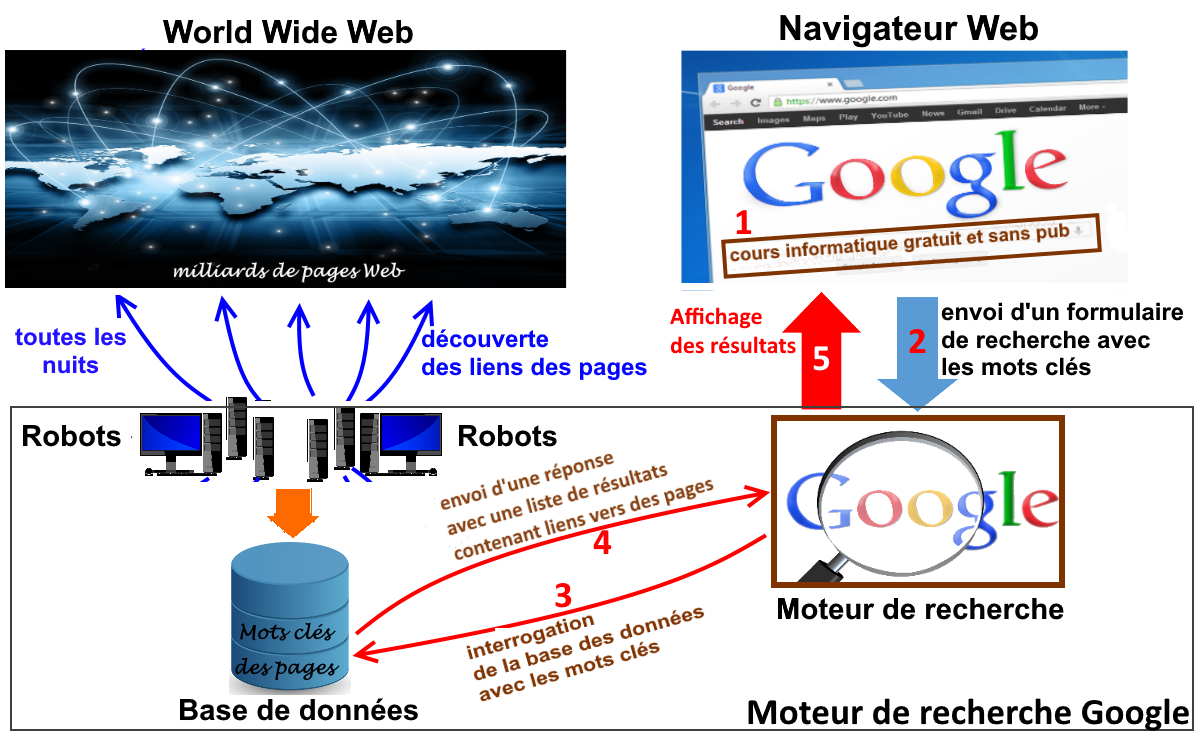 World Wide Web
milliards de pages Web
toutes les
nuits
découverte
des liens des pages
Navigateur Web
Google
https://www.google.com
Search Images Maps Play YouTube News Gmail Drive Calendar More
Google
1
cours informatique gratuit et sans pub
Affichage
des résultats
5
2
envoi d'un formulaire
de recherche avec
les mots clés
Robots
Robots
envoi d'une réponse
avec une liste de résultats
contenant liens vers des pages
4
3
interrogation
de la base des données
avec les mots clés
Mots clés
des pages
Base de données
Google
Moteur de recherche
Moteur de recherche Google